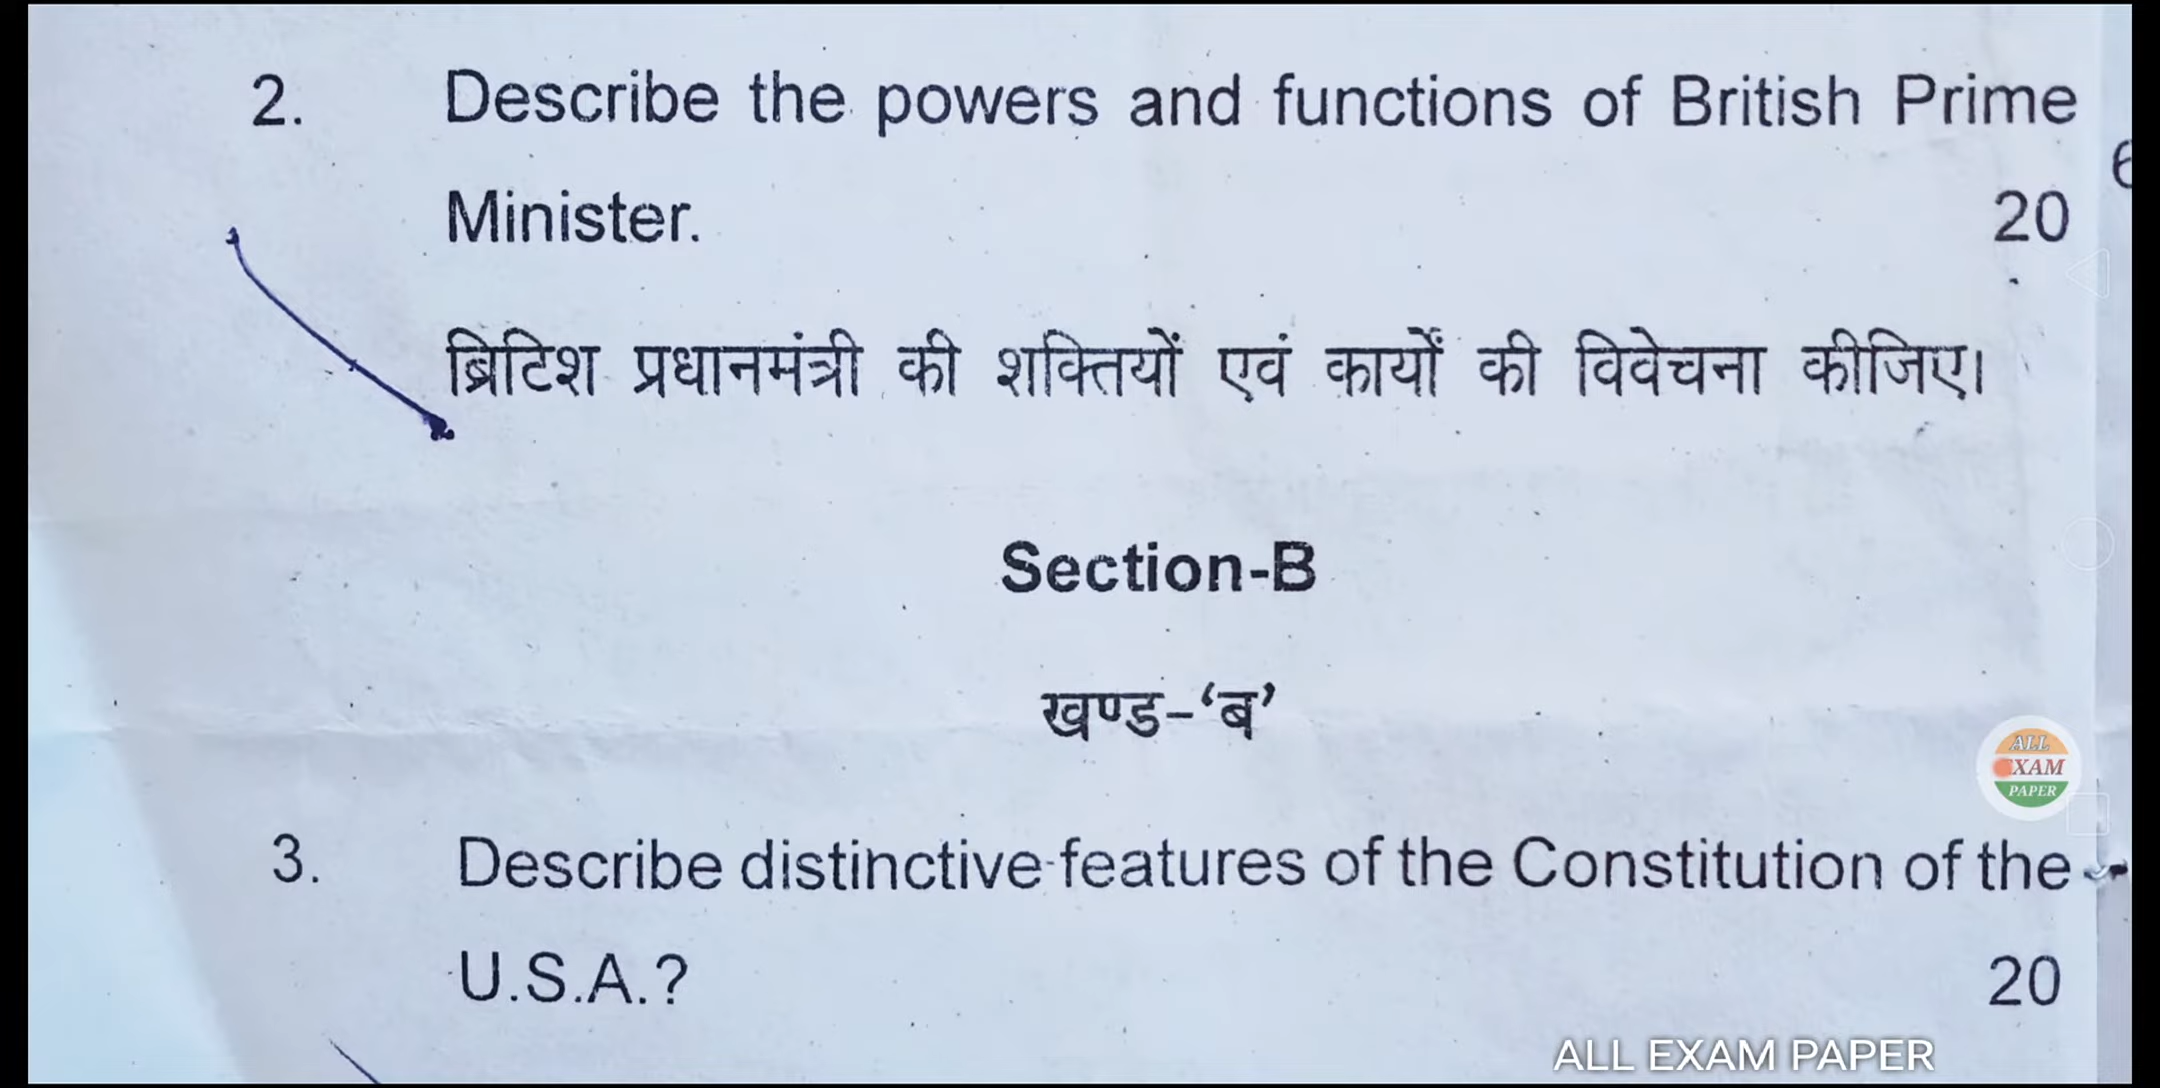 2. Describe the powers and functions of British Prime
Minister. 20
ब्रिटिश प्रधानमंत्री की शक्तियों एवं कार्यों की विवेचना कीजिए।
Section-B
खण्ड-‘ब’
ALL
EXAM
PAPER
3. Describe distinctive features of the Constitution of the
U.S.A.? 20
ALL EXAM PAPER